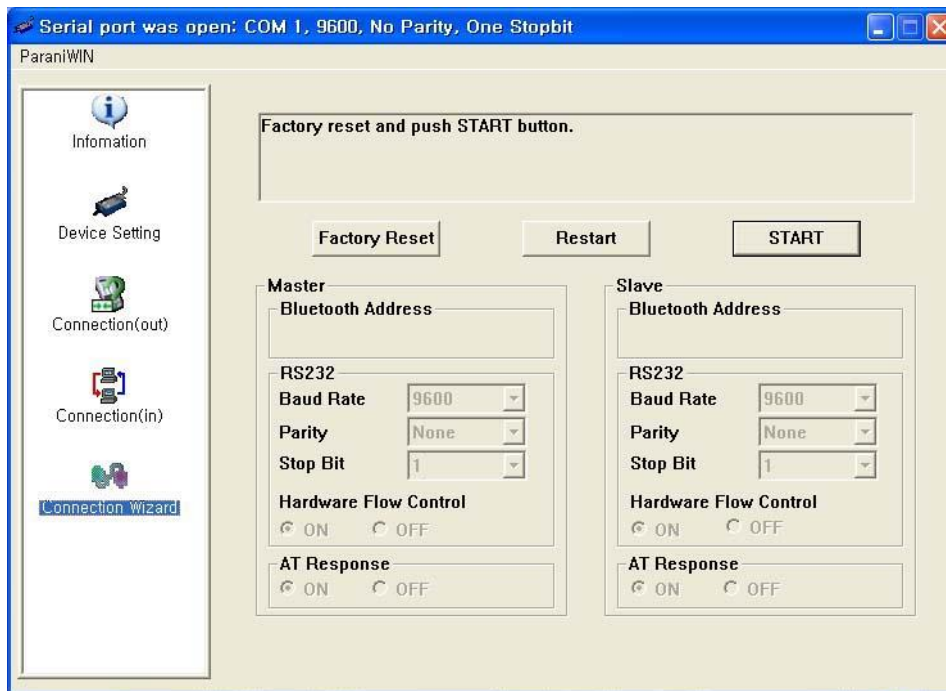 Serial port was open: COM 1, 9600, No Parity, One Stopbit
ParaniWIN
Infomation
Device Setting
Connection(out)
Connection(in)
Connection Wizard
Factory reset and push START button.
Factory Reset
Restart
START
Master
Bluetooth Address
RS232
Baud Rate 9600
Parity None
Stop Bit 1
Hardware Flow Control
ON OFF
AT Response
ON OFF
Slave
Bluetooth Address
RS232
Baud Rate 9600
Parity None
Stop Bit 1
Hardware Flow Control
ON OFF
AT Response
ON OFF